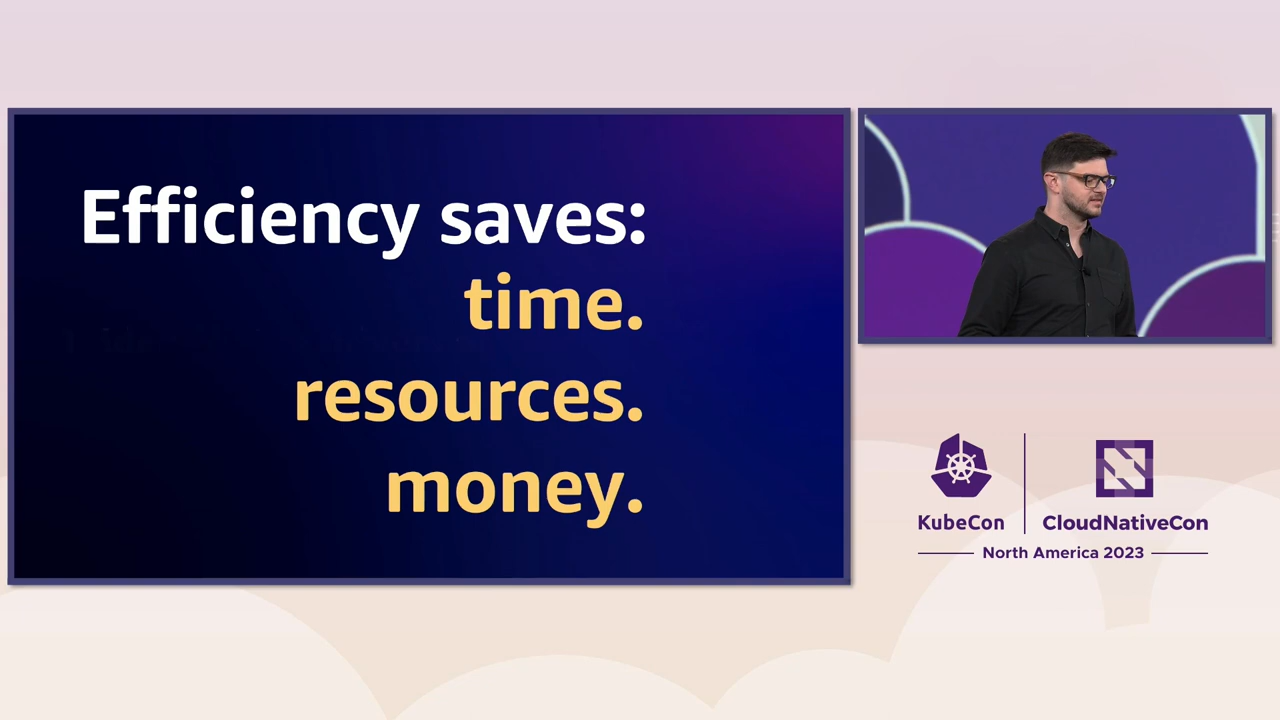 Efficiency saves:
time.
resources.
money.
KubeCon
CloudNativeCon
North America 2023